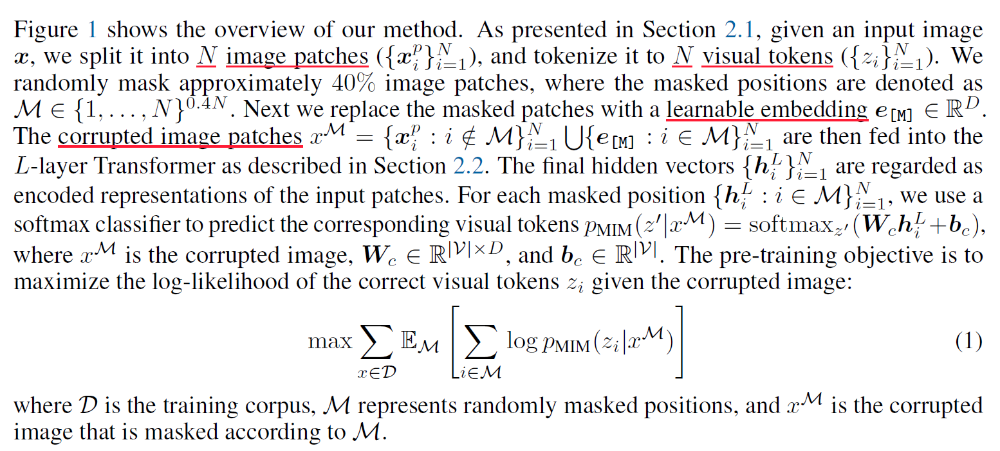 Figure 1 shows the overview of our method. As presented in Section 2.1, given an input image
$\boldsymbol{x}$, we split it into $N$ image patches ($\{\boldsymbol{x}_i^p\}_{i=1}^N$), and tokenize it to $N$ visual tokens ($\{z_i\}_{i=1}^N$). We
randomly mask approximately $40\%$ image patches, where the masked positions are denoted as
$\mathcal{M} \in \{1, \ldots, N\}^{0.4N}$. Next we replace the masked patches with a learnable embedding $\boldsymbol{e}_{\texttt{[M]}} \in \mathbb{R}^D$.
The corrupted image patches $x^{\mathcal{M}} = \{\boldsymbol{x}_i^p : i \notin \mathcal{M}\}_{i=1}^N \bigcup \{\boldsymbol{e}_{\texttt{[M]}} : i \in \mathcal{M}\}_{i=1}^N$ are then fed into the
$L$-layer Transformer as described in Section 2.2. The final hidden vectors $\{\boldsymbol{h}_i^L\}_{i=1}^N$ are regarded as
encoded representations of the input patches. For each masked position $\{\boldsymbol{h}_i^L : i \in \mathcal{M}\}_{i=1}^N$, we use a
softmax classifier to predict the corresponding visual tokens $p_{\text{MIM}}(z'|x^{\mathcal{M}}) = \text{softmax}_{z'}(\boldsymbol{W}_c \boldsymbol{h}_i^L + \boldsymbol{b}_c)$,
where $x^{\mathcal{M}}$ is the corrupted image, $\boldsymbol{W}_c \in \mathbb{R}^{|\mathcal{V}| \times D}$, and $\boldsymbol{b}_c \in \mathbb{R}^{|\mathcal{V}|}$. The pre-training objective is to
maximize the log-likelihood of the correct visual tokens $z_i$ given the corrupted image:
$\max \sum_{x \in \mathcal{D}} \mathbb{E}_{\mathcal{M}} \left[ \sum_{i \in \mathcal{M}} \log p_{\text{MIM}}(z_i|x^{\mathcal{M}}) \right]$ (1)
where $\mathcal{D}$ is the training corpus, $\mathcal{M}$ represents randomly masked positions, and $x^{\mathcal{M}}$ is the corrupted
image that is masked according to $\mathcal{M}$.